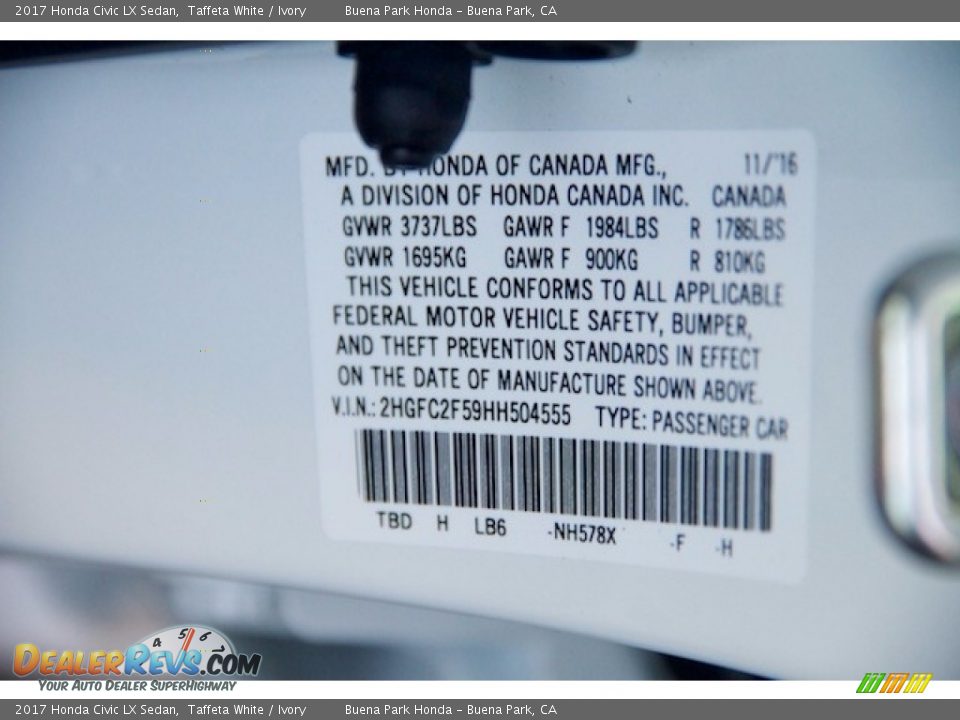 2017 Honda Civic LX Sedan, Taffeta White / Ivory Buena Park Honda – Buena Park, CA
MFD. BY HONDA OF CANADA MFG., 11/'16
A DIVISION OF HONDA CANADA INC. CANADA
GVWR 3737LBS GAWR F 1984LBS R 1786LBS
GVWR 1695KG GAWR F 900KG R 810KG
THIS VEHICLE CONFORMS TO ALL APPLICABLE
FEDERAL MOTOR VEHICLE SAFETY, BUMPER,
AND THEFT PREVENTION STANDARDS IN EFFECT
ON THE DATE OF MANUFACTURE SHOWN ABOVE.
V.I.N.: 2HGFC2F59HH504555 TYPE: PASSENGER CAR
TBD H LB6 -NH578X -F -H
4 5 6 7
DEALERREVS.COM
YOUR AUTO DEALER SUPERHIGHWAY
2017 Honda Civic LX Sedan, Taffeta White / Ivory Buena Park Honda – Buena Park, CA